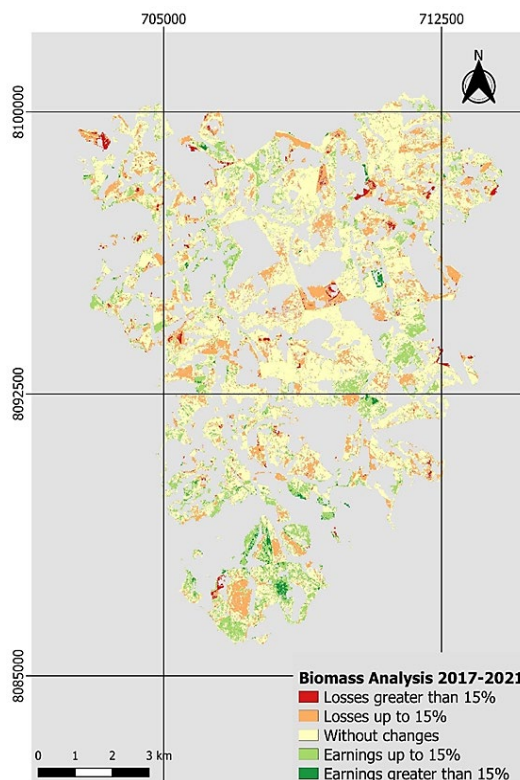 705000 712500
N
8100000
8092500
8085000
Biomass Analysis 2017-2021
Losses greater than 15%
Losses up to 15%
Without changes
Earnings up to 15%
Earnings greater than 15%
0 1 2 3 km